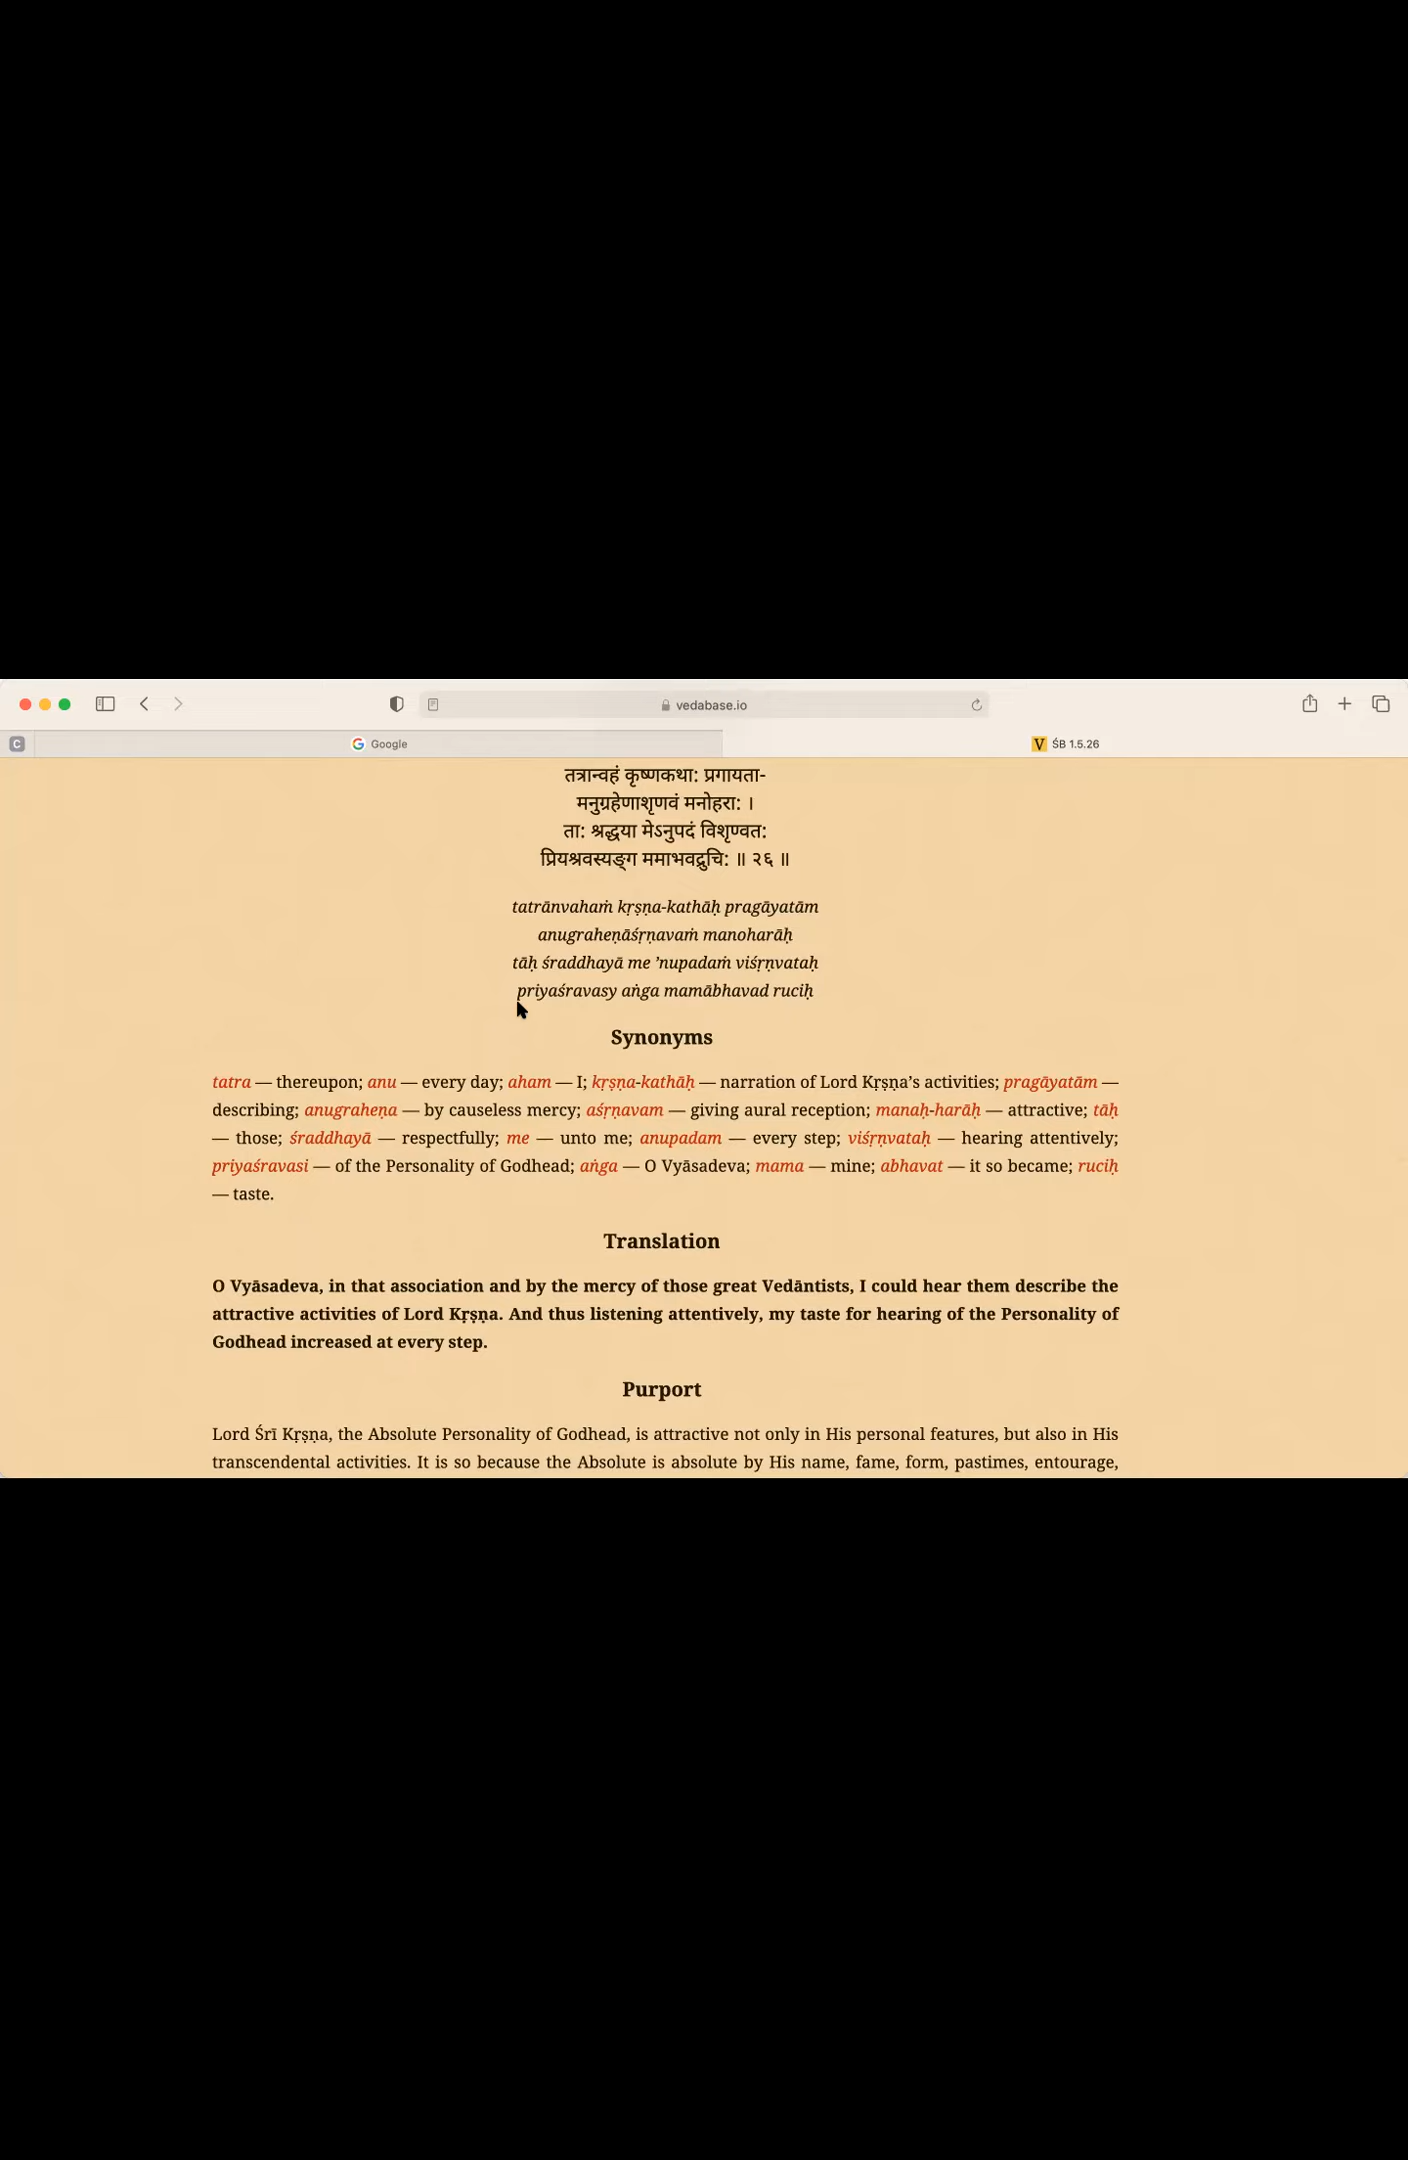 vedabase.io
C
Google
V ŚB 1.5.26
तत्रान्वहं कृष्णकथा: प्रगायता-
मनुग्रहेणाश‍ृणवं मनोहरा: ।
ता: श्रद्धया मेऽनुपदं विश‍ृण्वत:
प्रियश्रवस्यङ्ग ममाभवद्रुचि: ॥ २६ ॥
tatrānvahaṁ kṛṣṇa-kathāḥ pragāyatām
anugraheṇāśṛṇavaṁ manoharāḥ
tāḥ śraddhayā me ’nupadaṁ viśṛṇvataḥ
priyaśravasy aṅga mamābhavad ruciḥ
Synonyms
tatra — thereupon; anu — every day; aham — I; kṛṣṇa-kathāḥ — narration of Lord Kṛṣṇa’s activities; pragāyatām —
describing; anugraheṇa — by causeless mercy; aśṛṇavam — giving aural reception; manaḥ-harāḥ — attractive; tāḥ
— those; śraddhayā — respectfully; me — unto me; anupadam — every step; viśṛṇvataḥ — hearing attentively;
priyaśravasi — of the Personality of Godhead; aṅga — O Vyāsadeva; mama — mine; abhavat — it so became; ruciḥ
— taste.
Translation
O Vyāsadeva, in that association and by the mercy of those great Vedāntists, I could hear them describe the
attractive activities of Lord Kṛṣṇa. And thus listening attentively, my taste for hearing of the Personality of
Godhead increased at every step.
Purport
Lord Śrī Kṛṣṇa, the Absolute Personality of Godhead, is attractive not only in His personal features, but also in His
transcendental activities. It is so because the Absolute is absolute by His name, fame, form, pastimes, entourage,